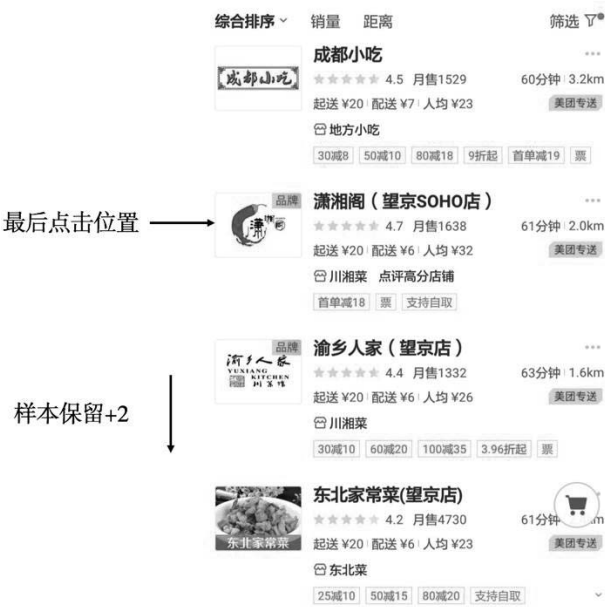 综合排序 销量 距离 筛选
成都小吃
成都小吃
4.5 月售1529 60分钟 3.2km
起送 ¥20 配送 ¥7 人均 ¥23 美团专送
地方小吃
30减8 50减10 80减18 9折起 首单减19 票
品牌
潇湘阁（望京SOHO店）
最后点击位置
4.7 月售1638 61分钟 2.0km
起送 ¥20 配送 ¥6 人均 ¥32 美团专送
川湘菜 点评高分店铺
首单减18 票 支持自取
品牌
渝乡人家
YUXIANG
KITCHEN
川菜馆
渝乡人家（望京店）
4.4 月售1332 63分钟 1.6km
起送 ¥20 配送 ¥6 人均 ¥26 美团专送
样本保留+2
川湘菜
30减10 60减20 100减35 3.96折起 票
东北家常菜
东北家常菜(望京店)
4.2 月售4730 61分钟 m
起送 ¥20 配送 ¥6 人均 ¥23 美团专送
东北菜
25减10 50减15 80减20 支持自取